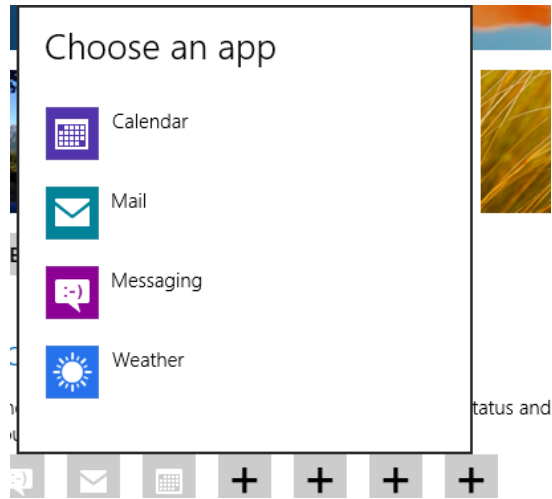 Choose an app
Calendar
Mail
Messaging
:-)
Weather
tatus and